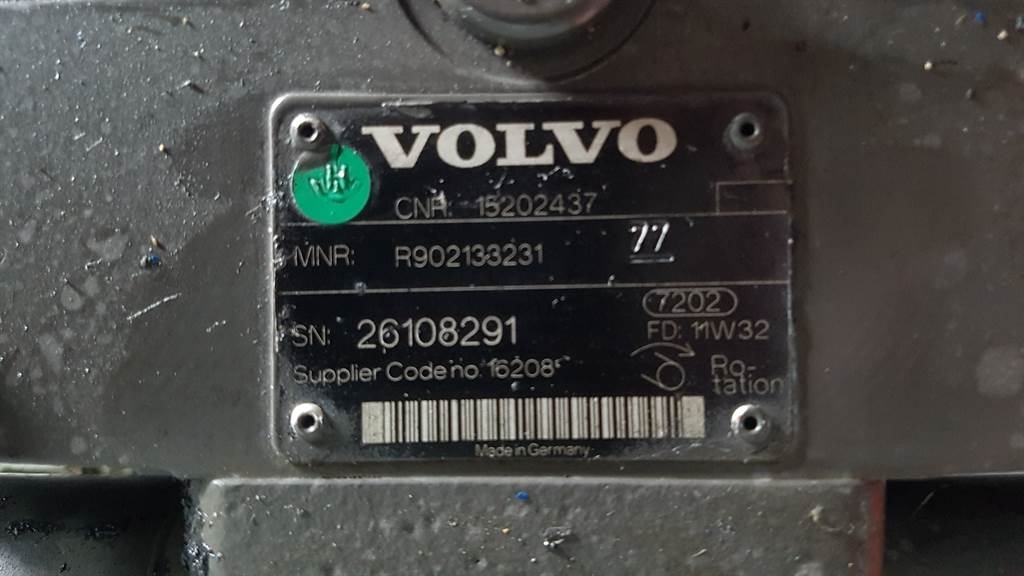 VOLVO
CNR: 15202437
MNR: R902133231 77
7202
SN: 26108291 FD: 11W32
Supplier Code no. 16208
Ro-
tation
Made in Germany